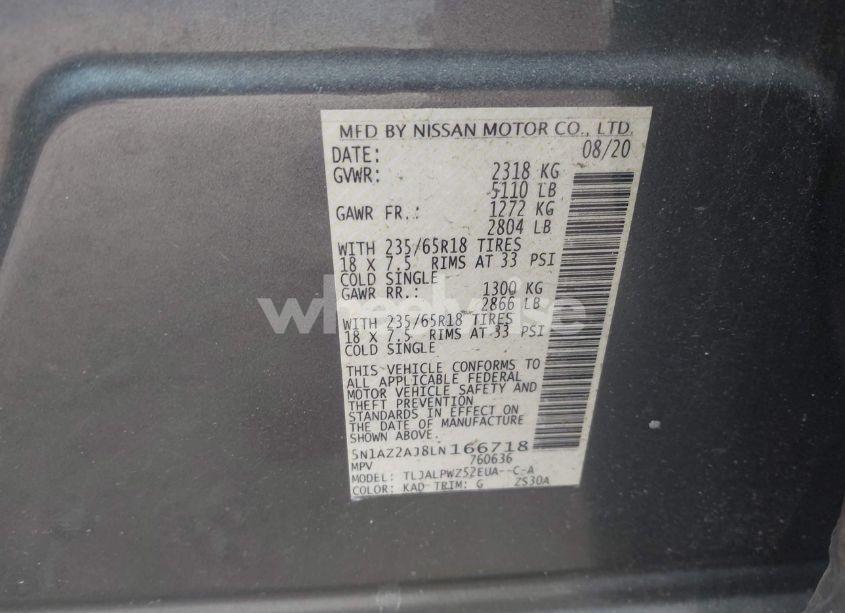 MFD BY NISSAN MOTOR CO., LTD.
DATE: 08/20
GVWR: 2318 KG
5110 LB
GAWR FR.: 1272 KG
2804 LB
WITH 235/65R18 TIRES
18 X 7.5 RIMS AT 33 PSI
COLD SINGLE
GAWR RR.: 1300 KG
2866 LB
wheelwise
WITH 235/65R18 TIRES
18 X 7.5 RIMS AT 33 PSI
COLD SINGLE
THIS VEHICLE CONFORMS TO
ALL APPLICABLE FEDERAL
MOTOR VEHICLE SAFETY AND
THEFT PREVENTION
STANDARDS IN EFFECT ON
THE DATE OF MANUFACTURE
SHOWN ABOVE.
5N1AZ2AJ8LN166718
MPV 760636
MODEL: TLJALPWZ52EUA--C-A
COLOR: KAD TRIM: G ZS30A